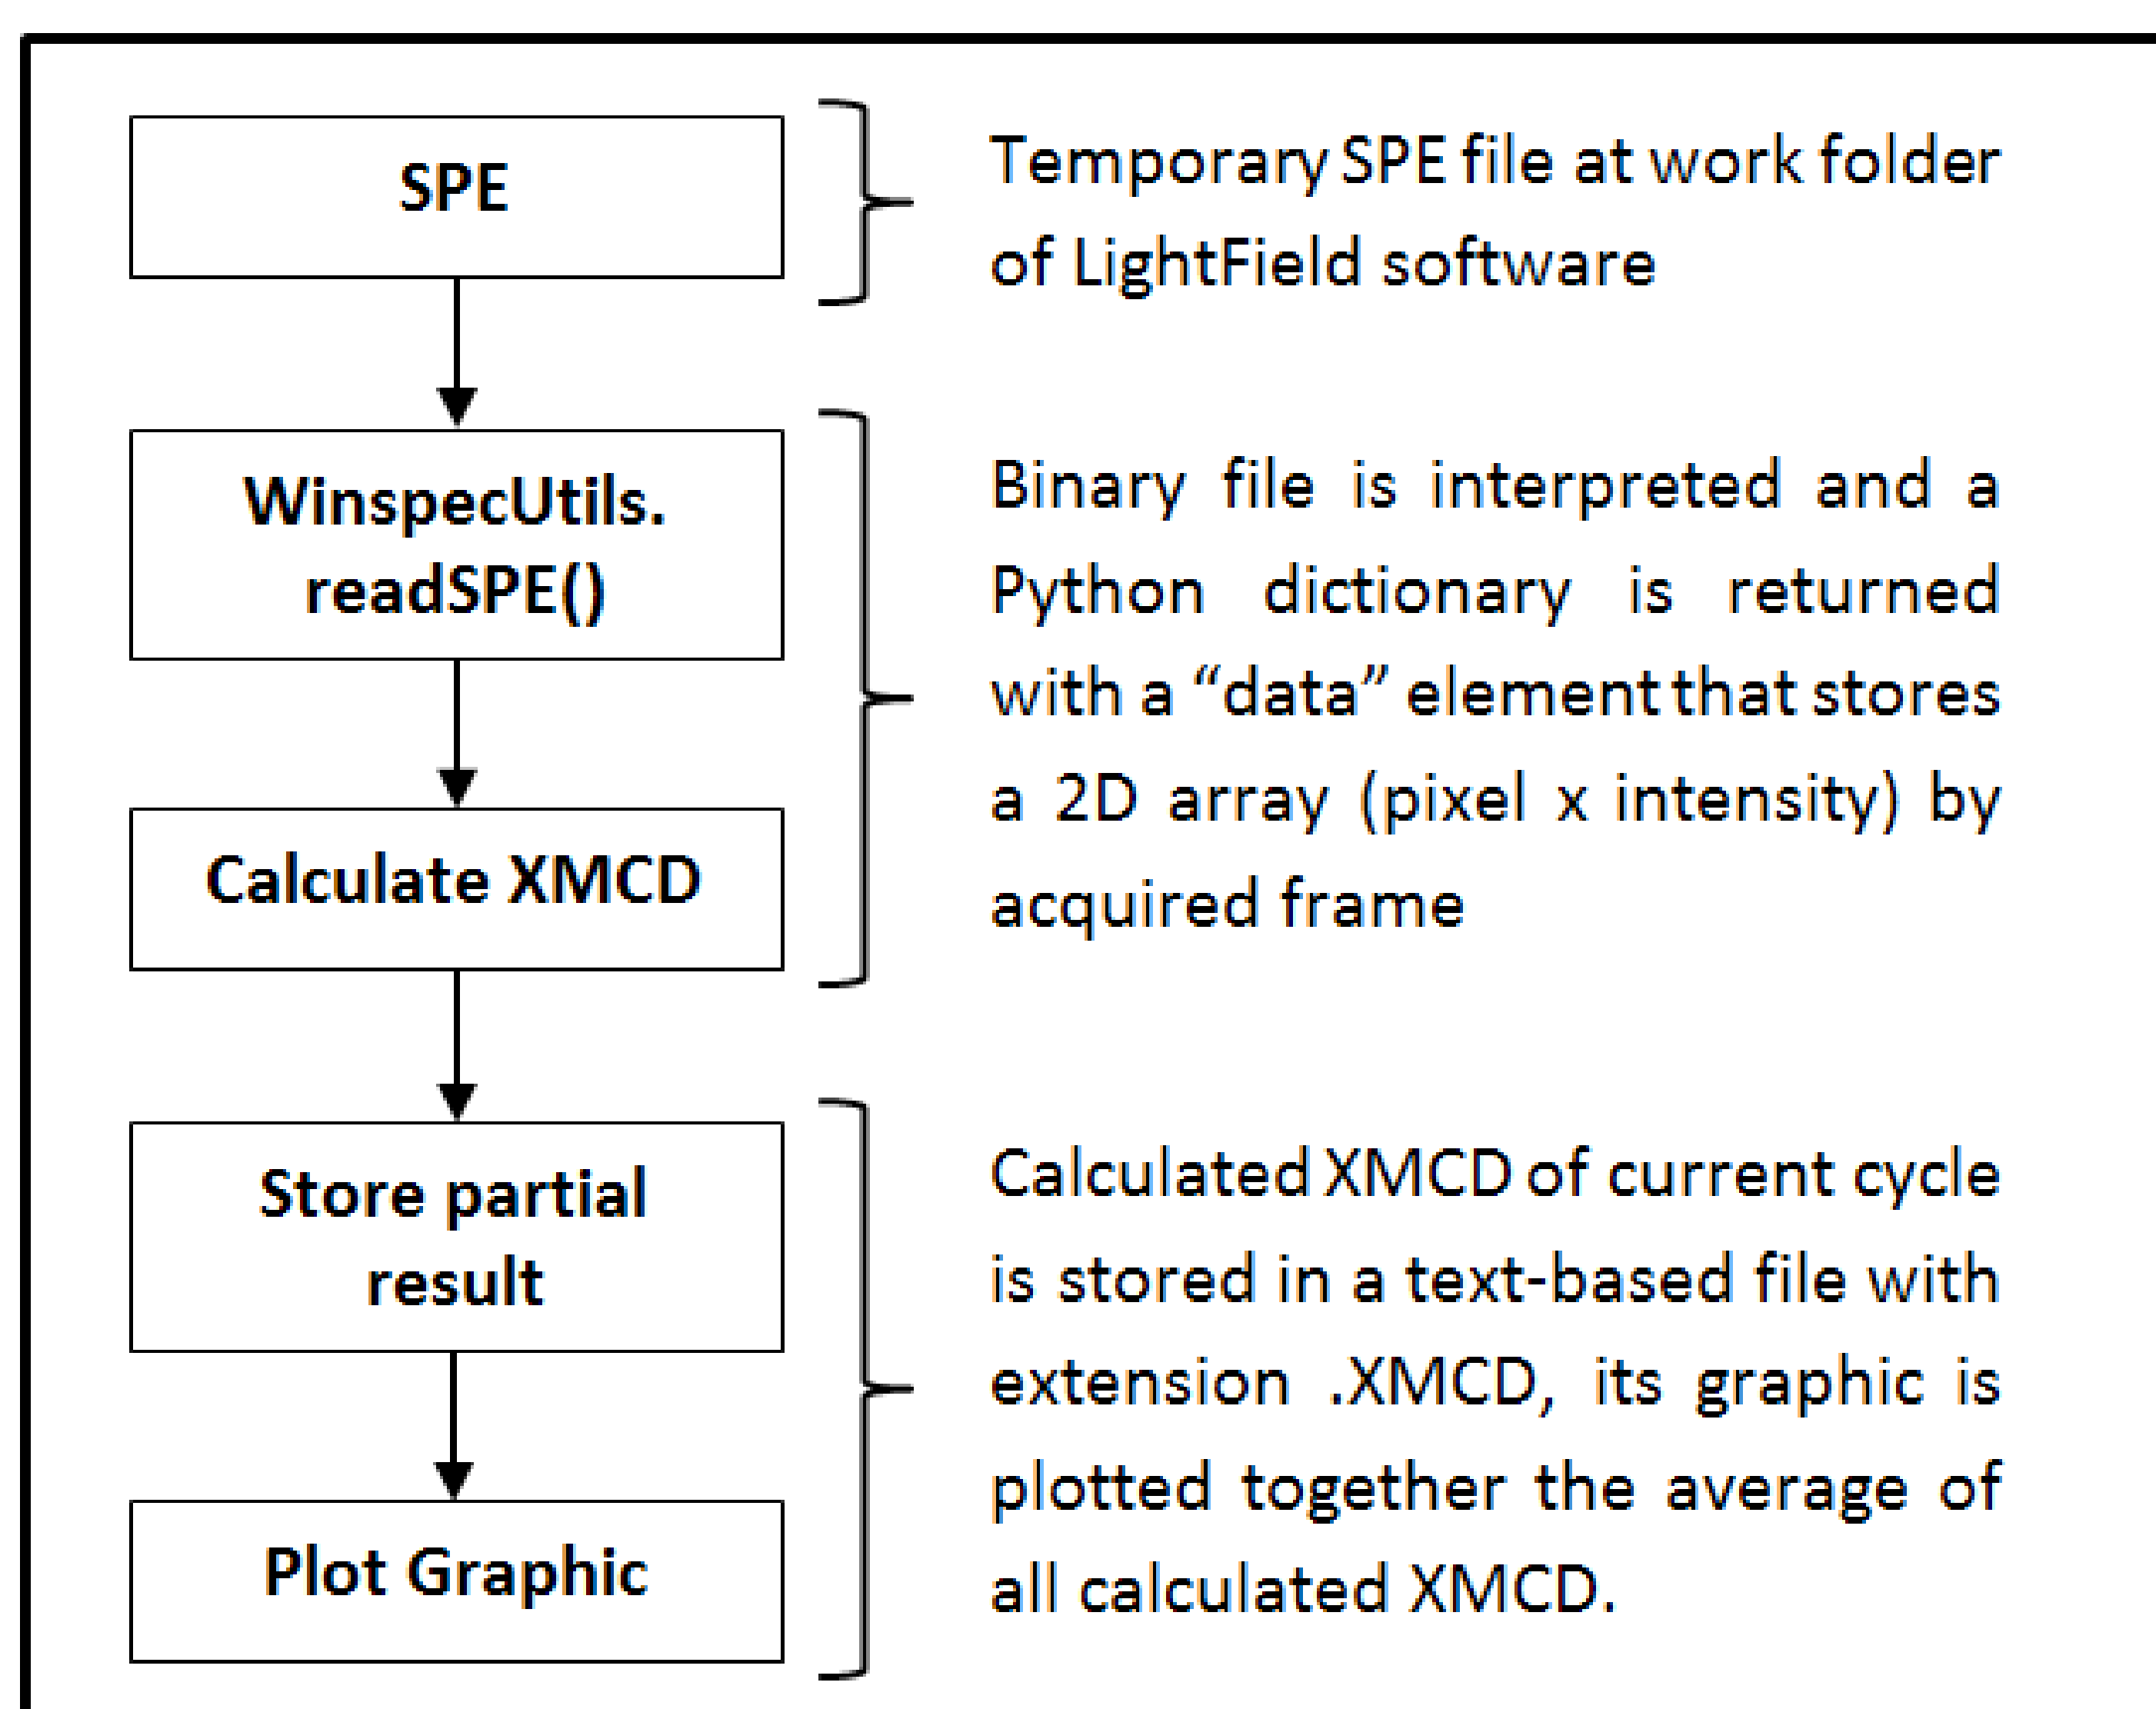 SPE
Temporary SPE file at work folder
of LightField software
WinspecUtils.
readSPE()
Calculate XMCD
Binary file is interpreted and a
Python dictionary is returned
with a “data” element that stores
a 2D array (pixel x intensity) by
acquired frame
Store partial
result
Plot Graphic
Calculated XMCD of current cycle
is stored in a text-based file with
extension .XMCD, its graphic is
plotted together the average of
all calculated XMCD.